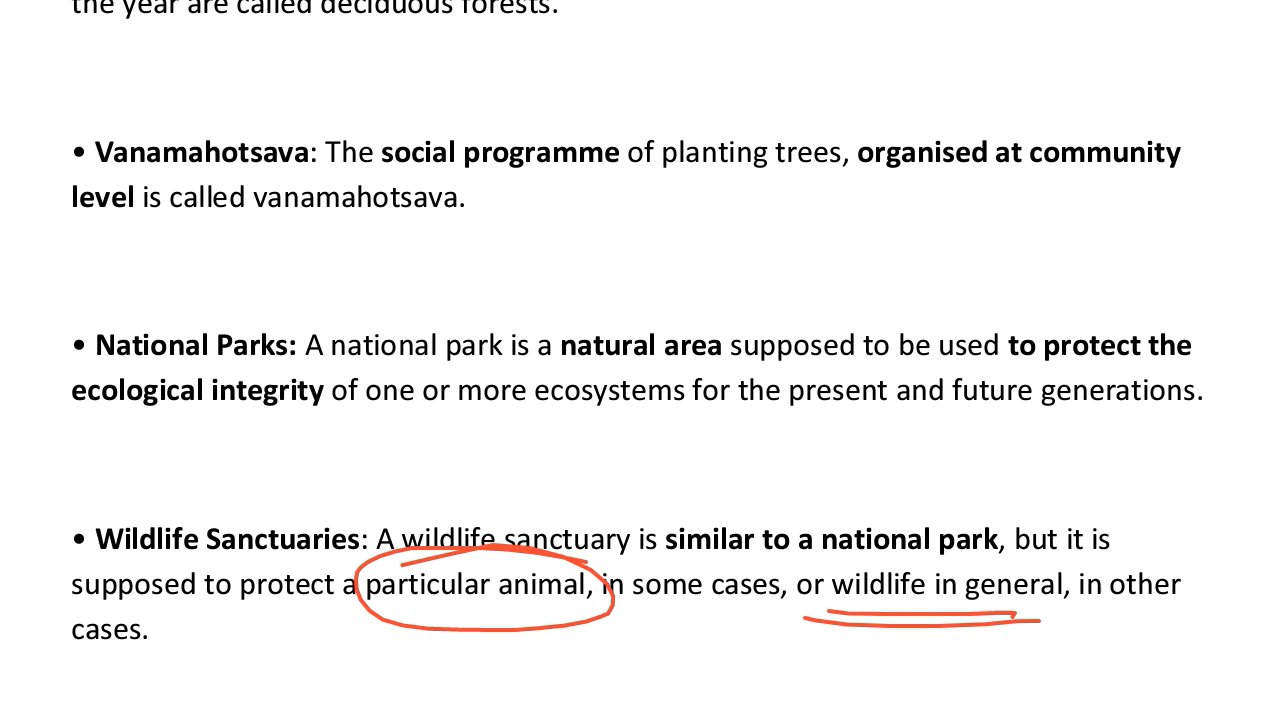 the year are called deciduous forests.
• Vanamahotsava: The social programme of planting trees, organised at community
level is called vanamahotsava.
• National Parks: A national park is a natural area supposed to be used to protect the
ecological integrity of one or more ecosystems for the present and future generations.
• Wildlife Sanctuaries: A wildlife sanctuary is similar to a national park, but it is
supposed to protect a particular animal, in some cases, or wildlife in general, in other
cases.